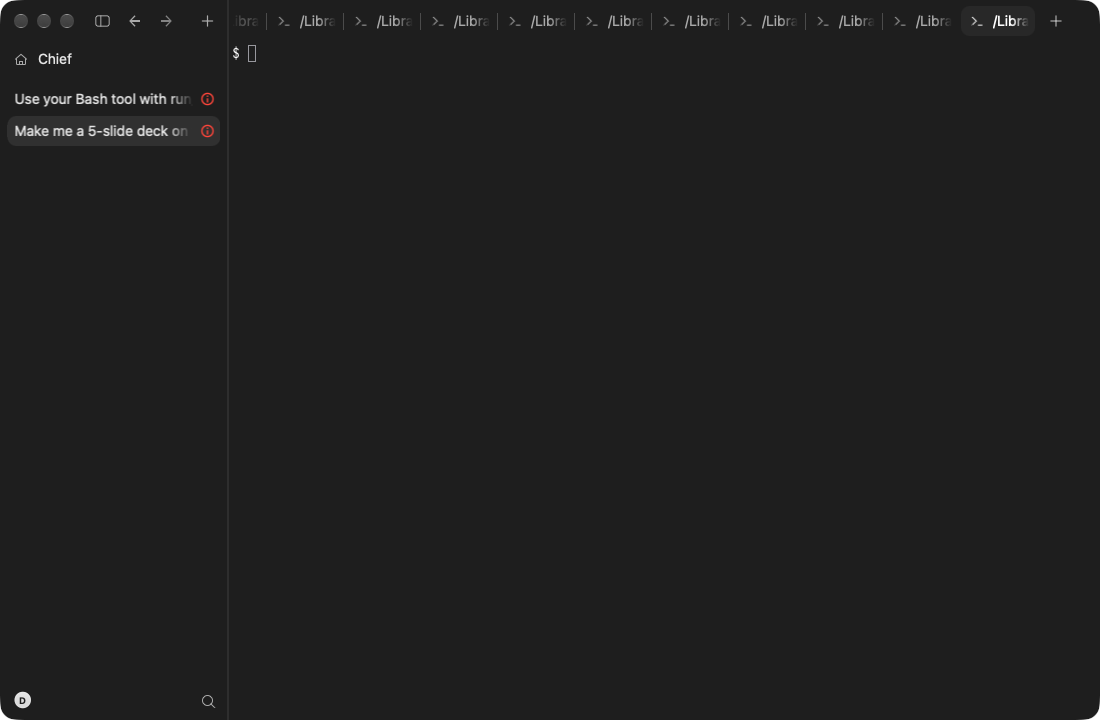 /Libra /Libra /Libra /Libra /Libra /Libra /Libra /Libra /Libra /Libra
Chief
$
Use your Bash tool with run
Make me a 5-slide deck on
D